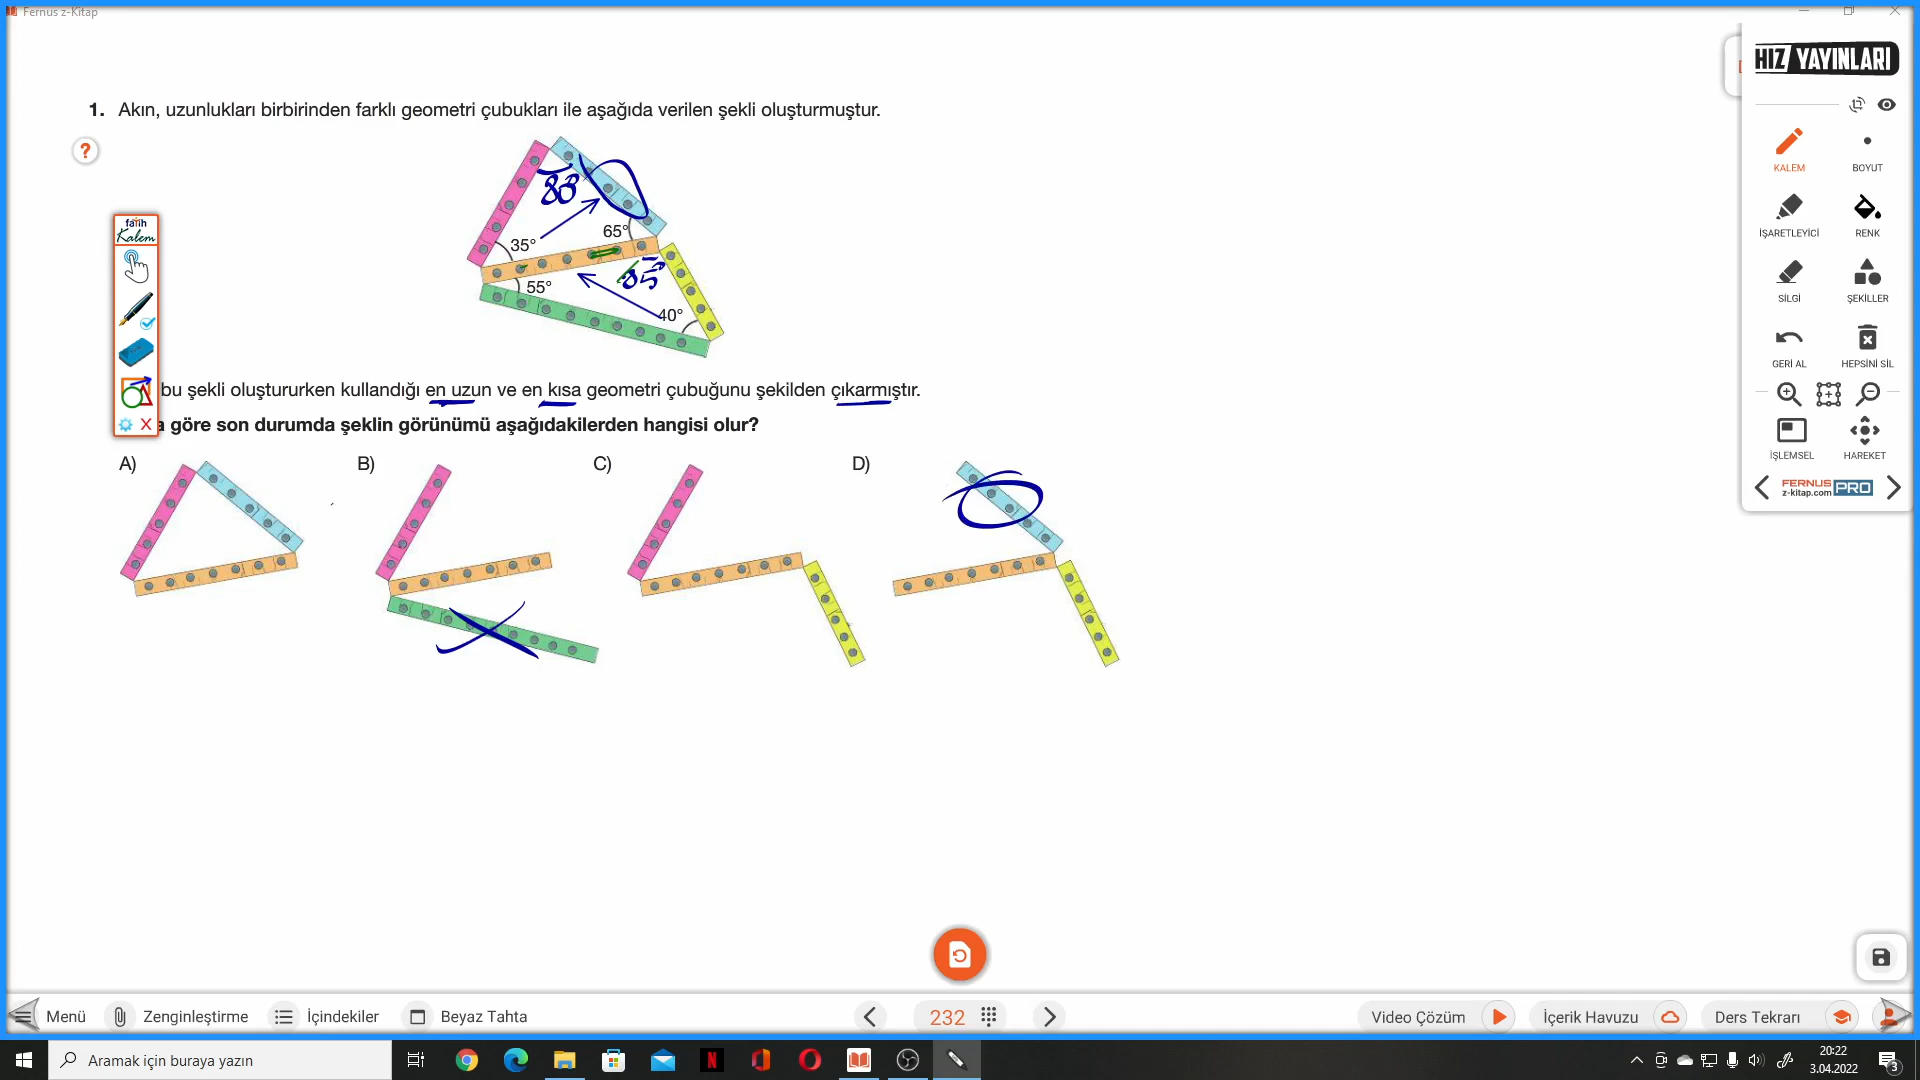 Fernus z-Kitap
HIZ YAYINLARI
1. Akın, uzunlukları birbirinden farklı geometri çubukları ile aşağıda verilen şekli oluşturmuştur.
?
80°
35°
65°
85°
55°
40°
fatih
Kalem
bu şekli oluştururken kullandığı en uzun ve en kısa geometri çubuğunu şekilden çıkarmıştır.
a göre son durumda şeklin görünümü aşağıdakilerden hangisi olur?
A)
B)
C)
D)
KALEM
BOYUT
İŞARETLEYİCİ
RENK
SİLGİ
ŞEKİLLER
GERİ AL
HEPSİNİ SİL
İŞLEMSEL
HAREKET
FERNUS
z-kitap.com PRO
Menü
Zenginleştirme
İçindekiler
Beyaz Tahta
232
Video Çözüm
İçerik Havuzu
Ders Tekrarı
Aramak için buraya yazın
20:22
3.04.2022
3